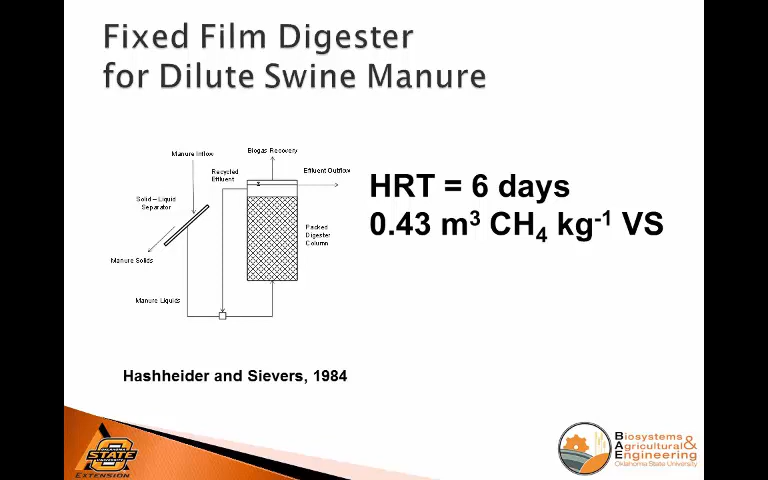 Fixed Film Digester
for Dilute Swine Manure
Manure Inflow
Biogas Recovery
Recycled
Effluent
Effluent Outflow
Solid – Liquid
Separator
Packed
Digester
Column
Manure Solids
Manure Liquids
HRT = 6 days
0.43 m³ CH₄ kg⁻¹ VS
Hashheider and Sievers, 1984
OKLAHOMA
STATE
UNIVERSITY
EXTENSION
Biosystems &
Agricultural
Engineering
Oklahoma State University